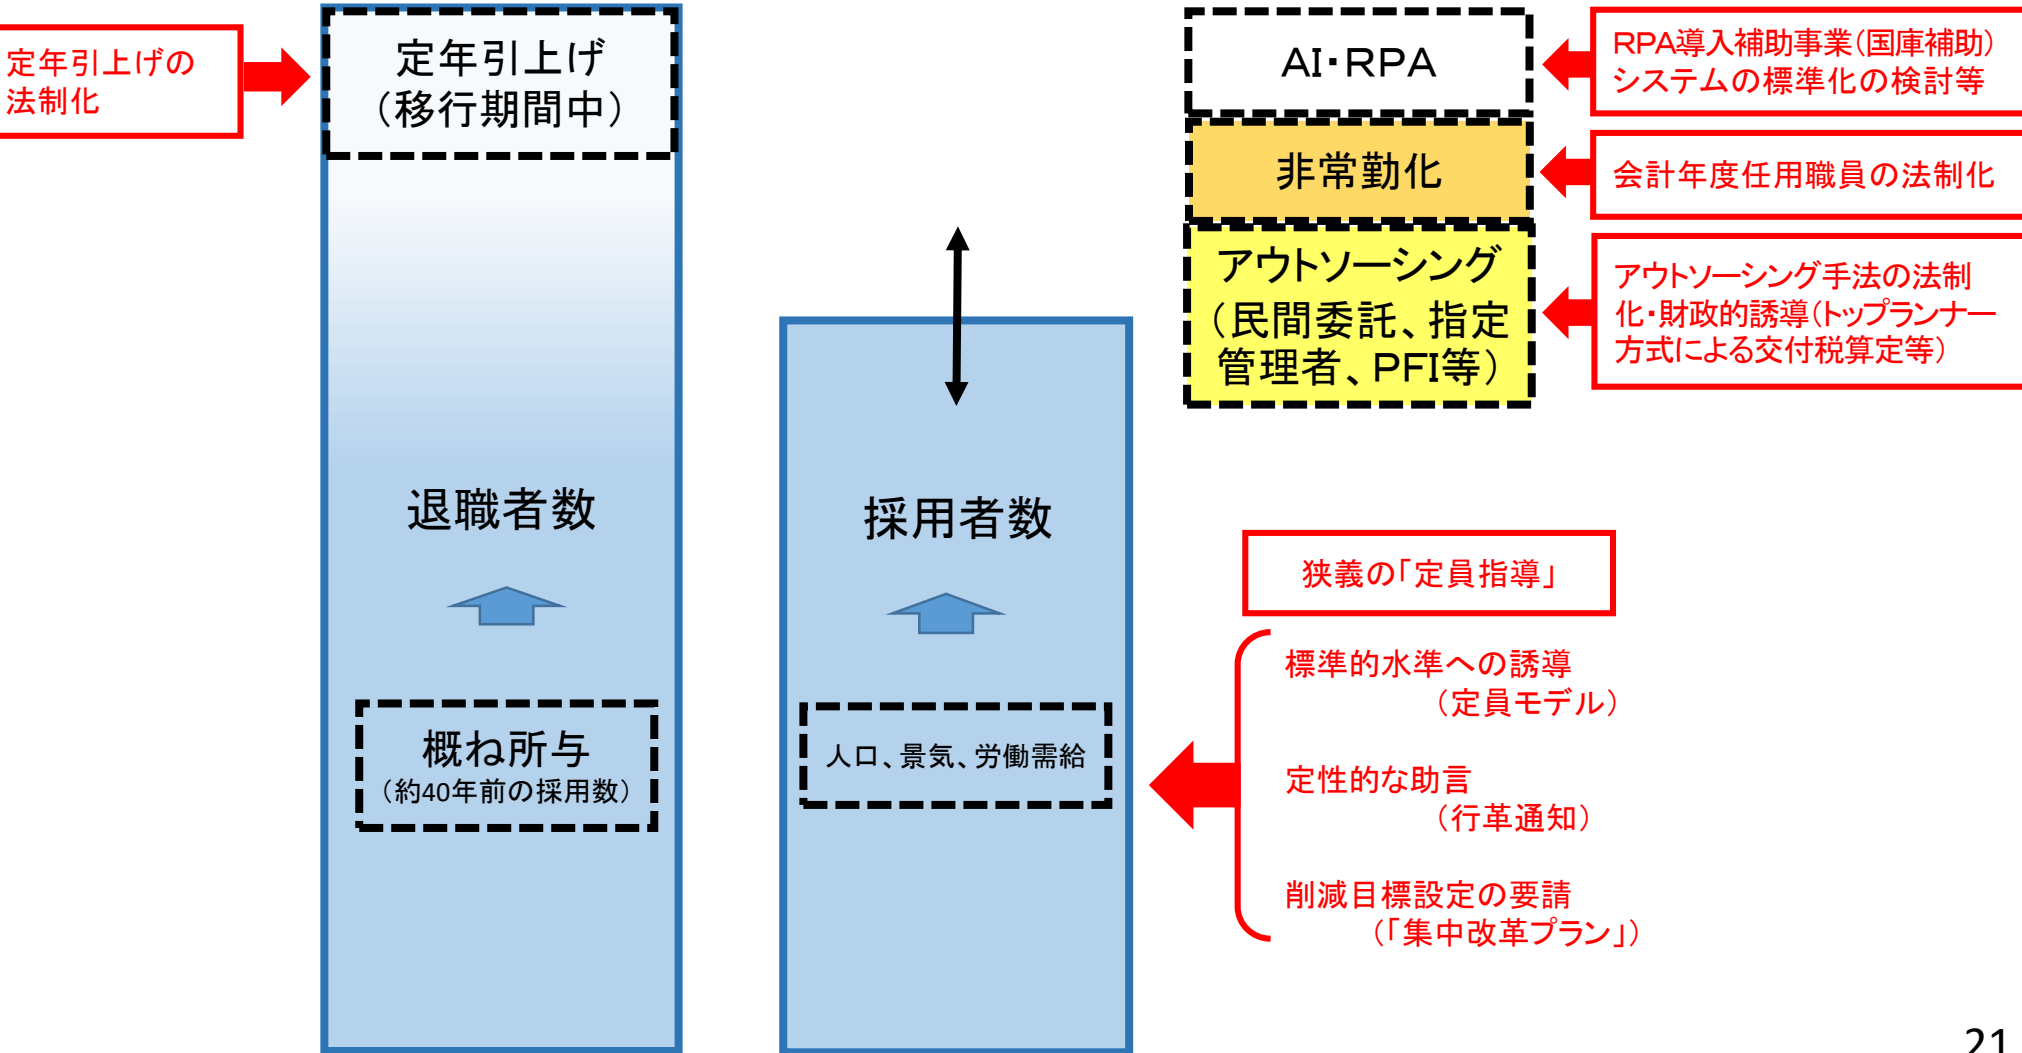 定年引上げの
法制化
定年引上げ
（移行期間中）
退職者数
概ね所与
（約40年前の採用数）
採用者数
人口、景気、労働需給
AI・RPA
非常勤化
アウトソーシング
（民間委託、指定
管理者、PFI等）
RPA導入補助事業（国庫補助）
システムの標準化の検討等
会計年度任用職員の法制化
アウトソーシング手法の法制
化・財政的誘導（トップランナー
方式による交付税算定等）
狭義の「定員指導」
標準的水準への誘導
（定員モデル）
定性的な助言
（行革通知）
削減目標設定の要請
（「集中改革プラン」）
21